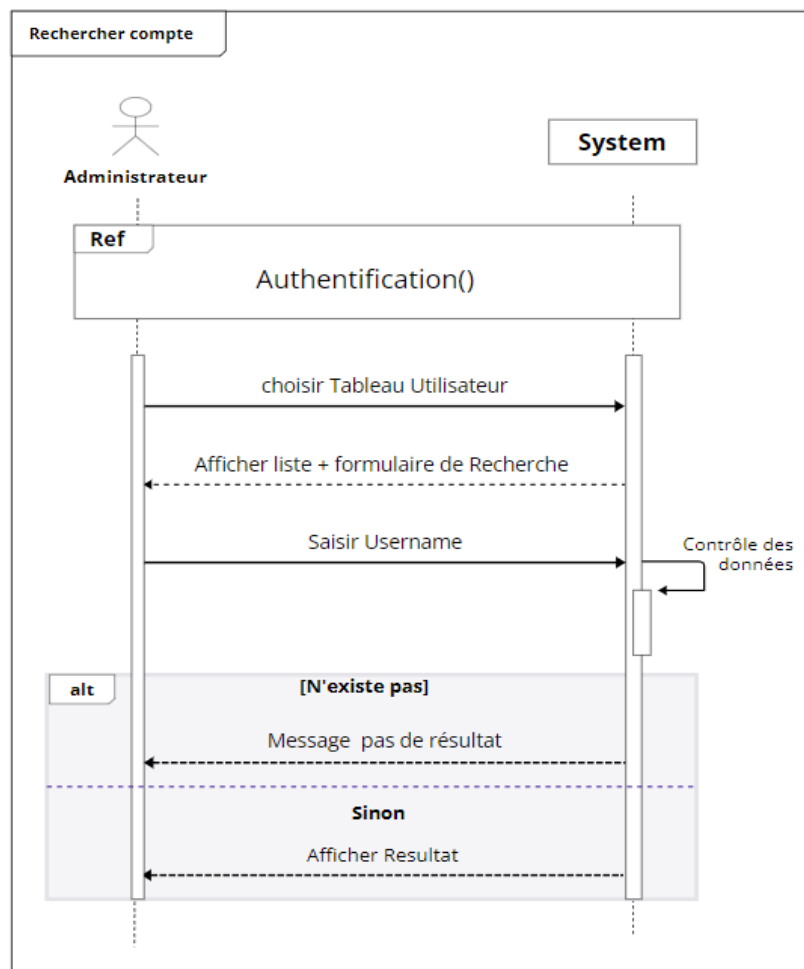 Rechercher compte
System
Administrateur
Ref
Authentification()
choisir Tableau Utilisateur
Afficher liste + formulaire de Recherche
Saisir Username
Contrôle des
données
alt
[N'existe pas]
Message pas de résultat
Sinon
Afficher Resultat